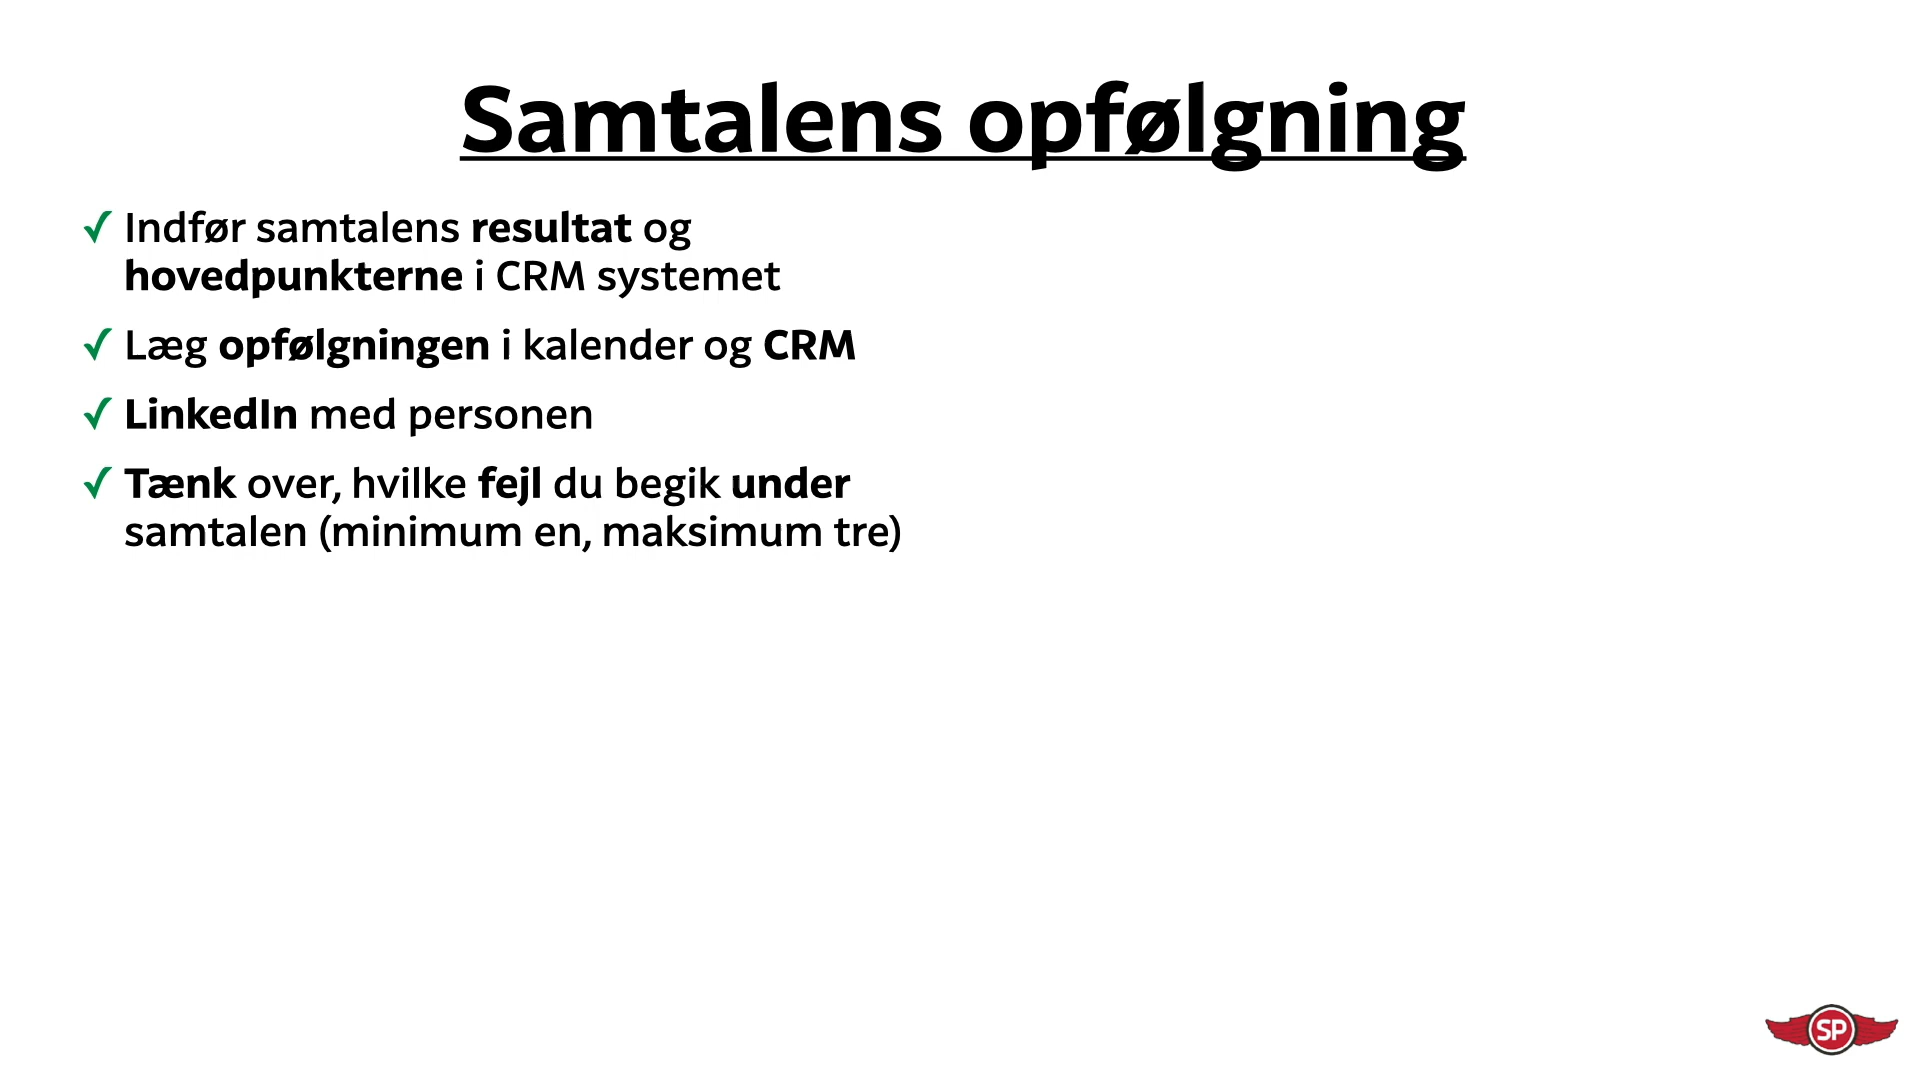 Samtalens opfølgning
✓ Indfør samtalens resultat og
hovedpunkterne i CRM systemet
✓ Læg opfølgningen i kalender og CRM
✓ LinkedIn med personen
✓ Tænk over, hvilke fejl du begik under
samtalen (minimum en, maksimum tre)
SP